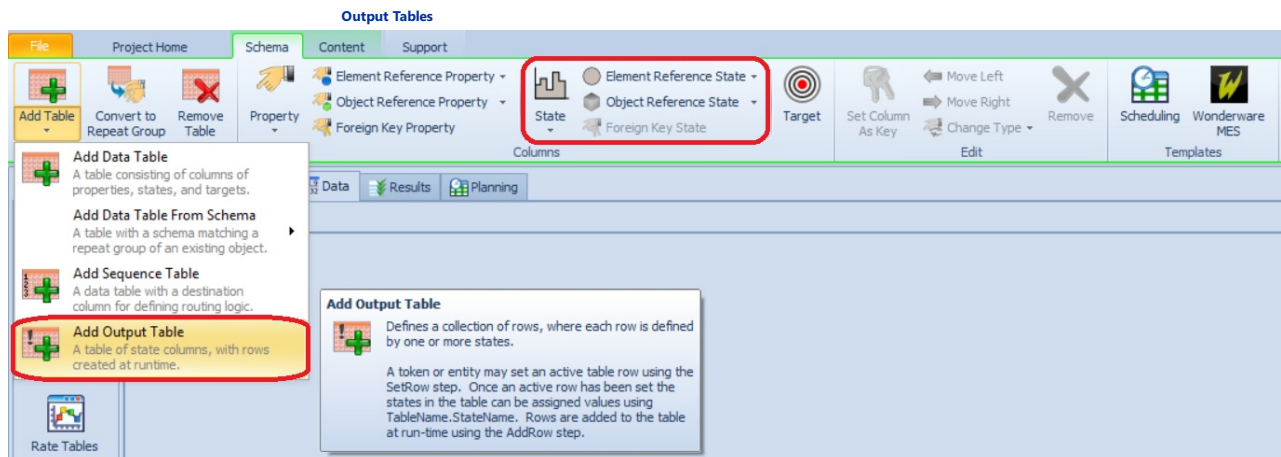 Output Tables
File Project Home Schema Content Support
Add Table
Convert to
Repeat Group
Remove
Table
Property
Element Reference Property
Object Reference Property
Foreign Key Property
State
Element Reference State
Object Reference State
Foreign Key State
Target
Set Column
As Key
Move Left
Move Right
Change Type
Remove
Scheduling
Wonderware
MES
Columns
Edit
Templates
Data Results Planning
Add Data Table
A table consisting of columns of
properties, states, and targets.
Add Data Table From Schema
A table with a schema matching a
repeat group of an existing object.
Add Sequence Table
A data table with a destination
column for defining routing logic.
Add Output Table
A table of state columns, with rows
created at runtime.
Rate Tables
Add Output Table
Defines a collection of rows, where each row is defined
by one or more states.
A token or entity may set an active table row using the
SetRow step. Once an active row has been set the
states in the table can be assigned values using
TableName.StateName. Rows are added to the table
at run-time using the AddRow step.